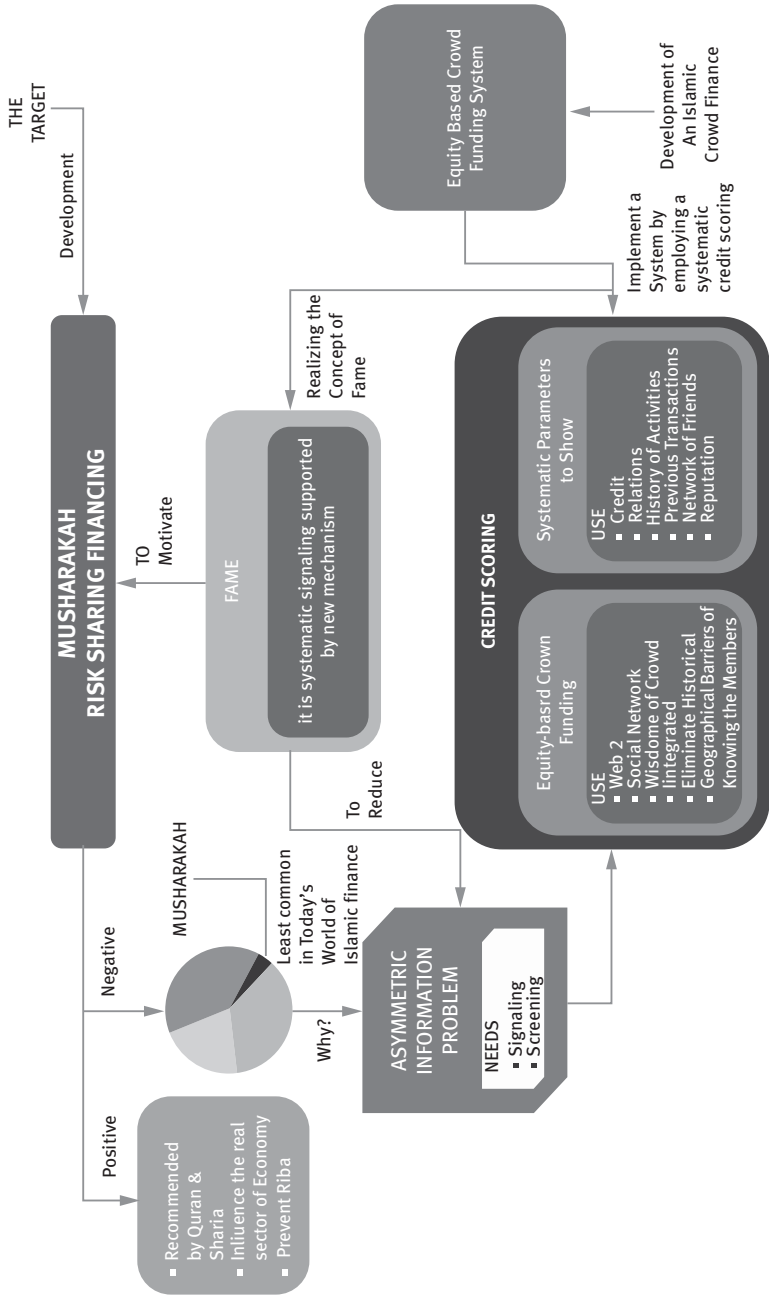 THE
TARGET
Development
MUSHARAKAH
RISK SHARING FINANCING
Positive
Negative
▪ Recommended
by Quran &
Sharia
▪ Inliuence the real
sector of Economy
▪ Prevent Riba
MUSHARAKAH
Least common
in Today's
World of
Islamic finance
Why?
ASYMMETRIC
INFORMATION
PROBLEM
NEEDS
▪ Signaling
▪ Screening
TO
Motivate
FAME
it is systematic signaling supported
by new mechanism
To
Reduce
Realizing the
Concept of
Fame
Equity Based Crowd
Funding System
Development of
An Islamic
Crowd Finance
Implement a
System by
employing a
systematic
credit scoring
CREDIT SCORING
Equity-basrd Crown
Funding
USE
▪ Web 2
▪ Social Network
▪ Wisdome of Crowd
▪ Iintegrated
▪ Eliminate Historical
▪ Geographical Barriers of
Knowing the Members
Systematic Parameters
to Show
USE
▪ Credit
▪ Relations
▪ History of Activities
▪ Previous Transactions
▪ Network of Friends
▪ Reputation